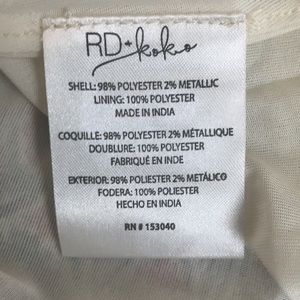 RD+koko
SHELL: 98% POLYESTER 2% METALLIC
LINING: 100% POLYESTER
MADE IN INDIA
COQUILLE: 98% POLYESTER 2% MÉTALLIQUE
DOUBLURE: 100% POLYESTER
FABRIQUÉ EN INDE
EXTERIOR: 98% POLIESTER 2% METÁLICO
FODERA: 100% POLIESTER
HECHO EN INDIA
RN # 153040